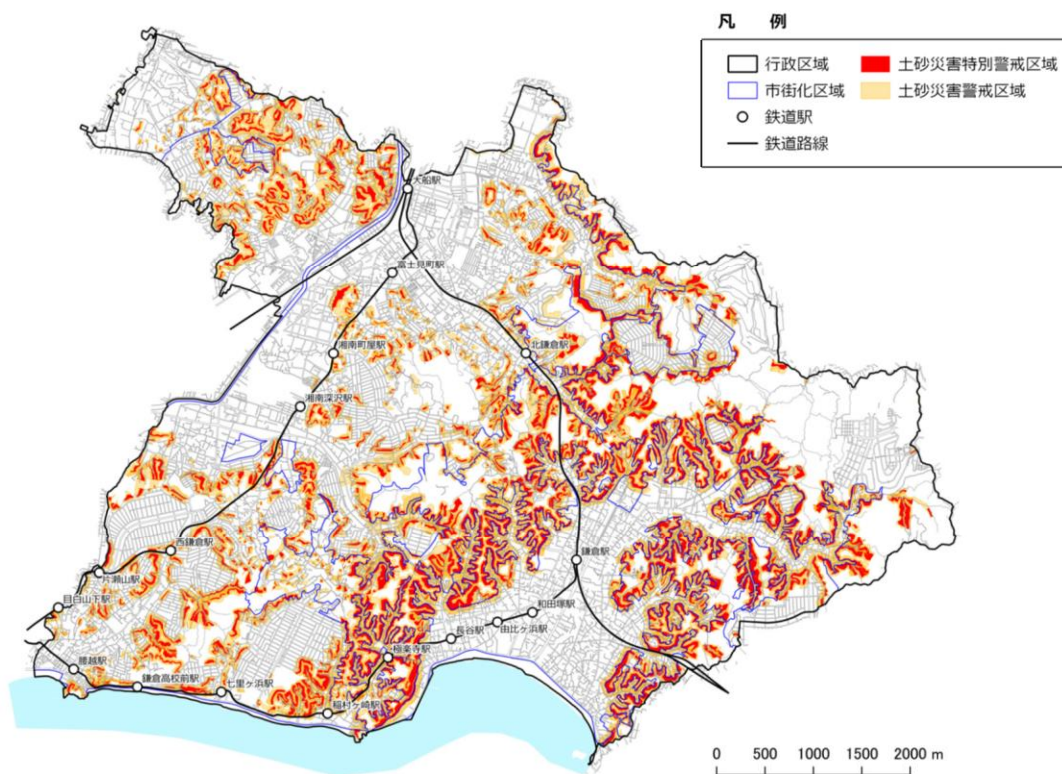 凡 例
行政区域
土砂災害特別警戒区域
市街化区域
土砂災害警戒区域
鉄道駅
鉄道路線
大船駅
富士見町駅
湘南町屋駅
北鎌倉駅
湘南深沢駅
西鎌倉駅
鎌倉駅
片瀬山駅
目白山下駅
和田塚駅
由比ヶ浜駅
長谷駅
極楽寺駅
腰越駅
鎌倉高校前駅
七里ヶ浜駅
稲村ヶ崎駅
0 500 1000 1500 2000 m